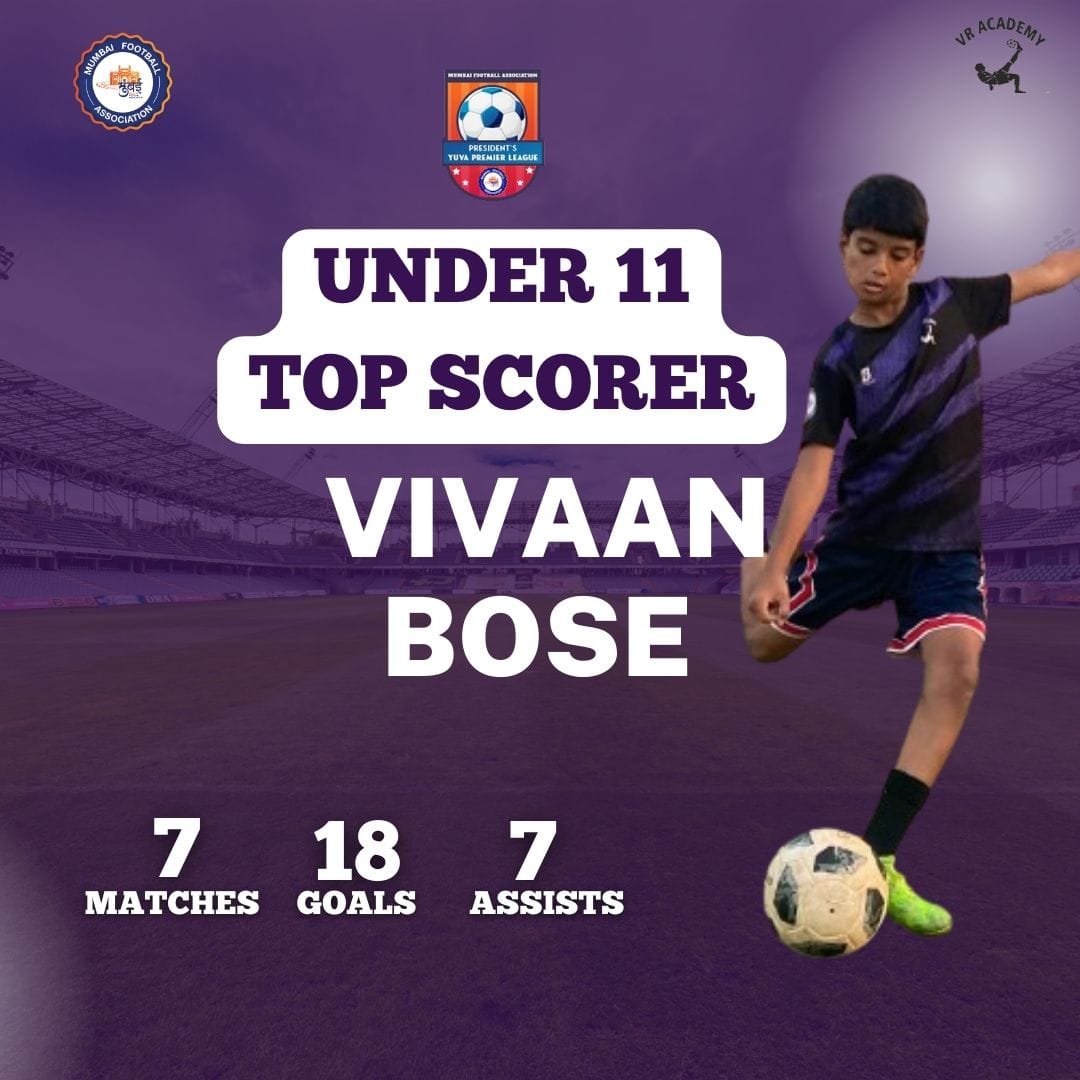 MUMBAI FOOTBALL
मुंबई
ASSOCIATION
MUMBAI FOOTBALL ASSOCIATION
PRESIDENT'S
YUVA PREMIER LEAGUE
VR ACADEMY
UNDER 11
TOP SCORER
VIVAAN
BOSE
7 18 7
MATCHES GOALS ASSISTS